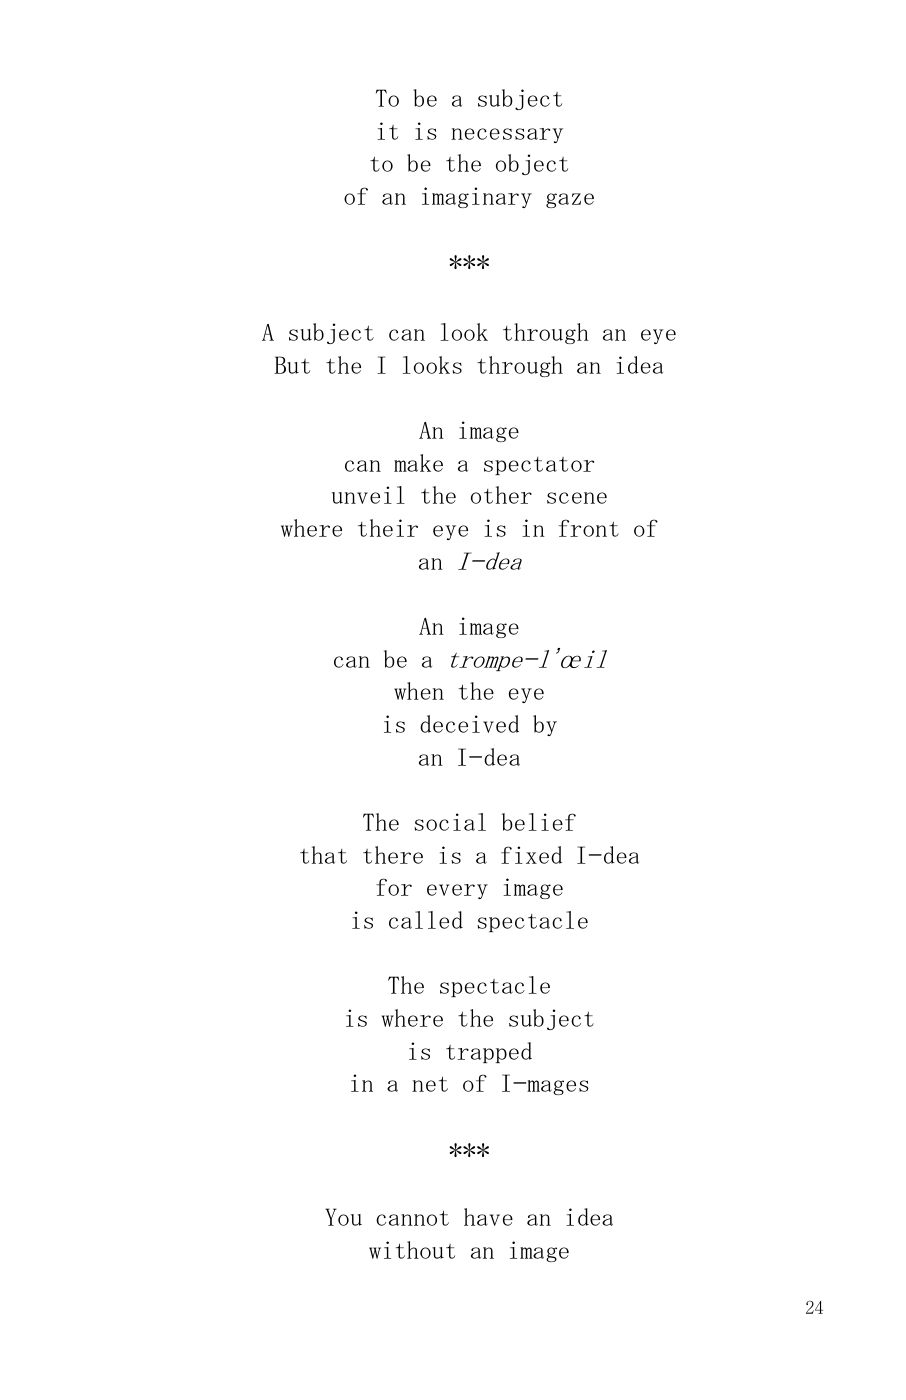 To be a subject
it is necessary
to be the object
of an imaginary gaze
***
A subject can look through an eye
But the I looks through an idea
An image
can make a spectator
unveil the other scene
where their eye is in front of
an I-dea
An image
can be a trompe-l'œil
when the eye
is deceived by
an I-dea
The social belief
that there is a fixed I-dea
for every image
is called spectacle
The spectacle
is where the subject
is trapped
in a net of I-mages
***
You cannot have an idea
without an image
24